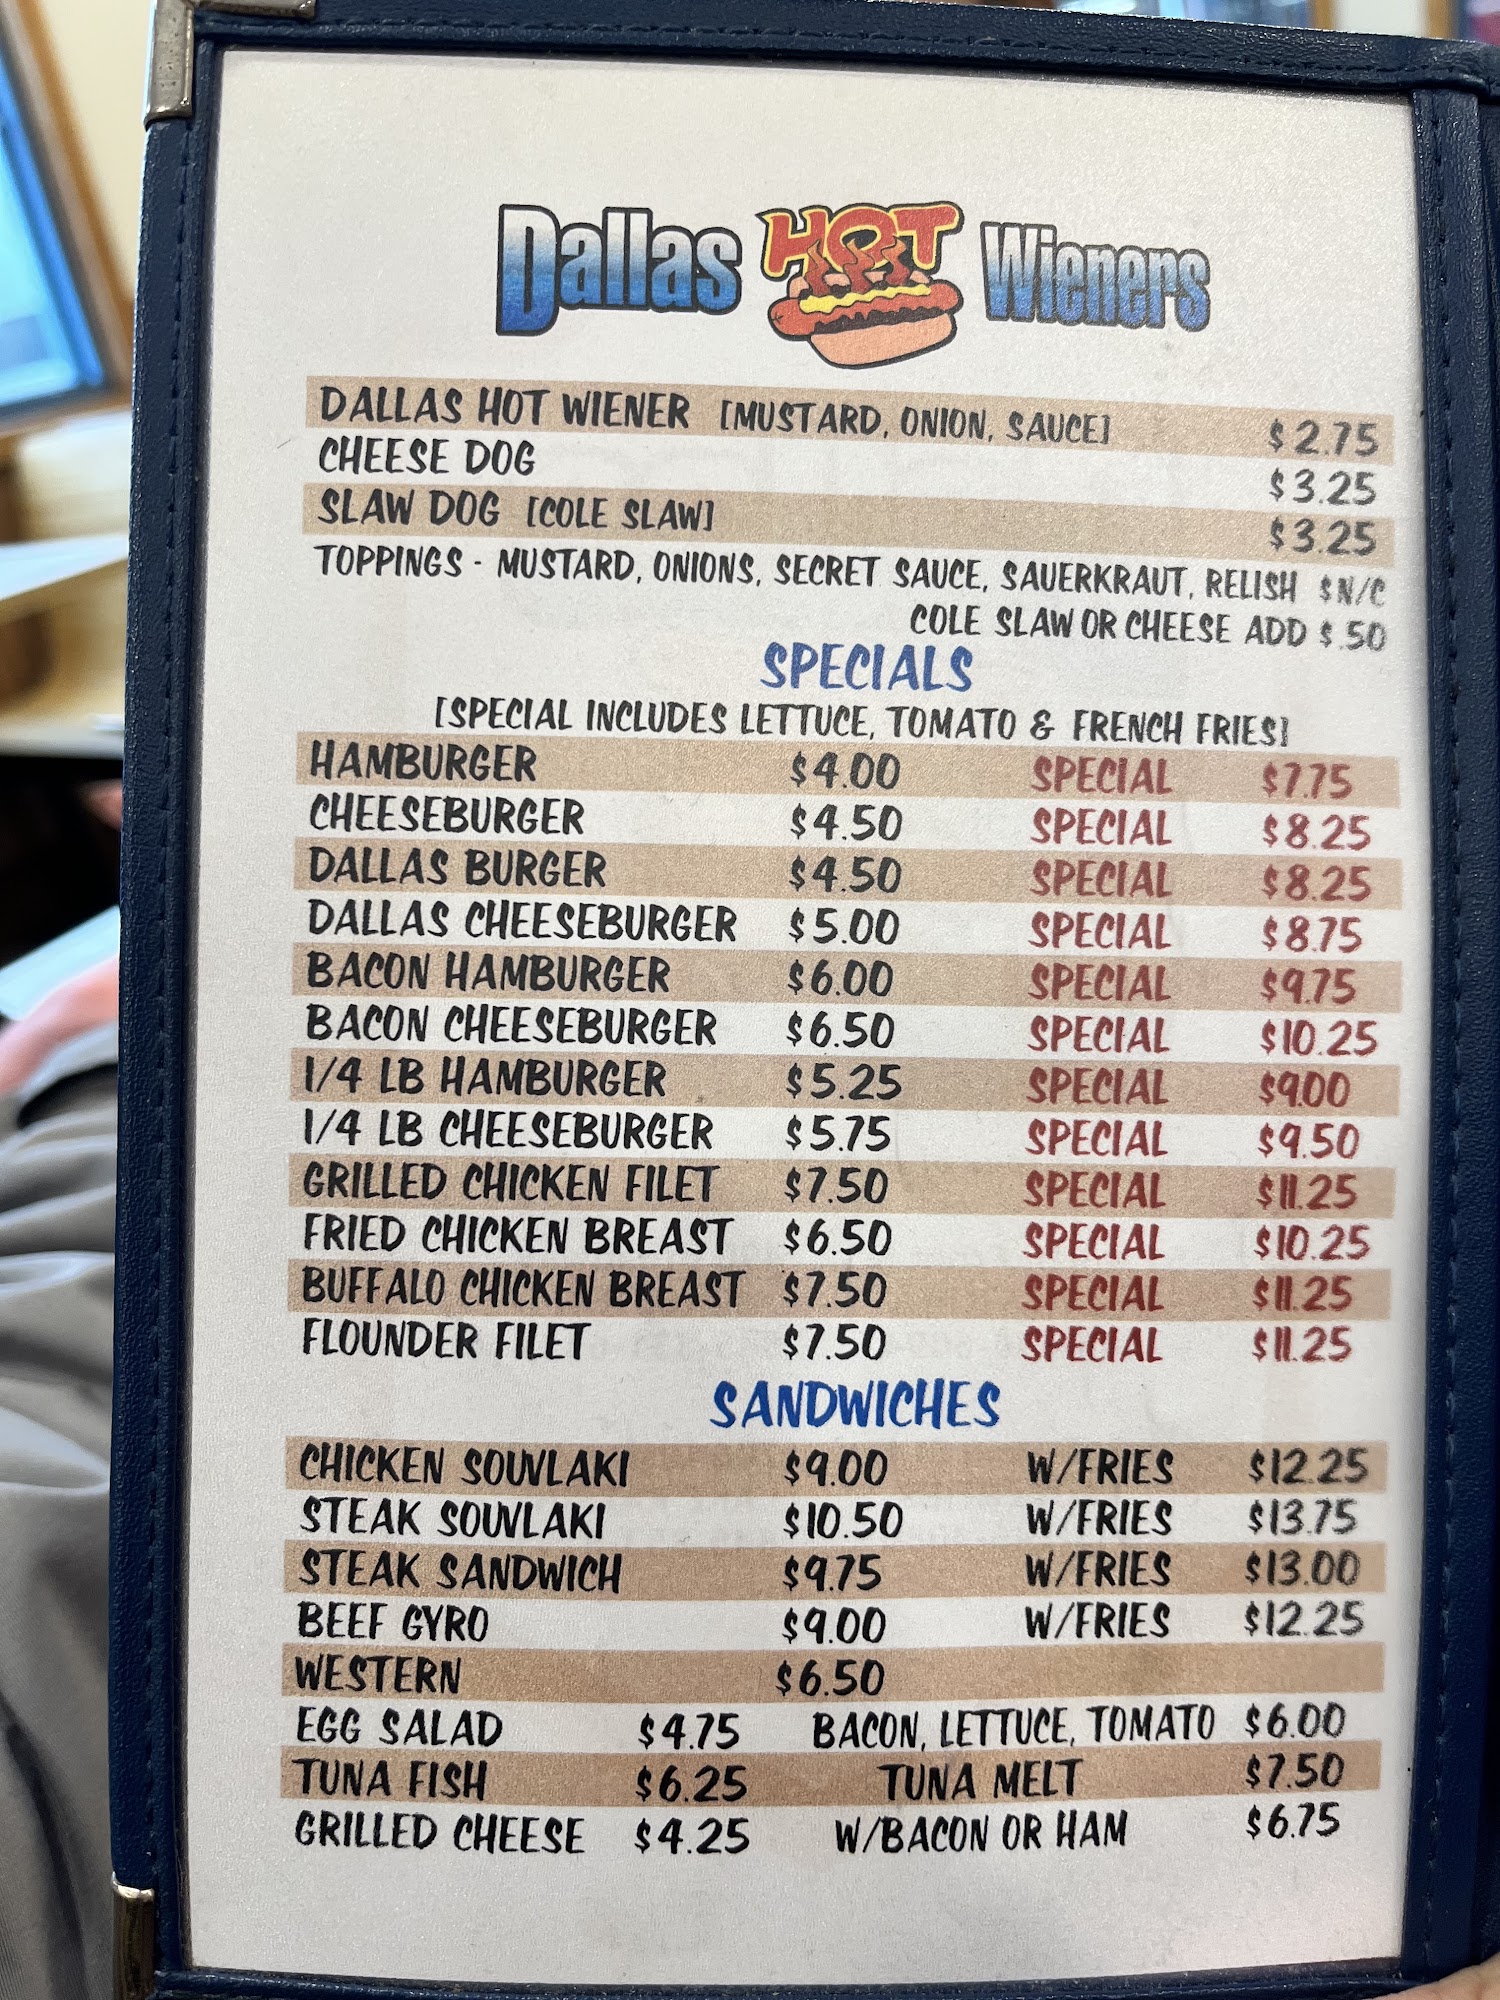 Dallas HOT Wieners
DALLAS HOT WIENER [MUSTARD, ONION, SAUCE] $2.75
CHEESE DOG $3.25
SLAW DOG [COLE SLAW] $3.25
TOPPINGS - MUSTARD, ONIONS, SECRET SAUCE, SAUERKRAUT, RELISH $N/C
COLE SLAW OR CHEESE ADD $.50
SPECIALS
[SPECIAL INCLUDES LETTUCE, TOMATO & FRENCH FRIES]
HAMBURGER $4.00 SPECIAL $7.75
CHEESEBURGER $4.50 SPECIAL $8.25
DALLAS BURGER $4.50 SPECIAL $8.25
DALLAS CHEESEBURGER $5.00 SPECIAL $8.75
BACON HAMBURGER $6.00 SPECIAL $9.75
BACON CHEESEBURGER $6.50 SPECIAL $10.25
1/4 LB HAMBURGER $5.25 SPECIAL $9.00
1/4 LB CHEESEBURGER $5.75 SPECIAL $9.50
GRILLED CHICKEN FILET $7.50 SPECIAL $11.25
FRIED CHICKEN BREAST $6.50 SPECIAL $10.25
BUFFALO CHICKEN BREAST $7.50 SPECIAL $11.25
FLOUNDER FILET $7.50 SPECIAL $11.25
SANDWICHES
CHICKEN SOUVLAKI $9.00 W/FRIES $12.25
STEAK SOUVLAKI $10.50 W/FRIES $13.75
STEAK SANDWICH $9.75 W/FRIES $13.00
BEEF GYRO $9.00 W/FRIES $12.25
WESTERN $6.50
EGG SALAD $4.75 BACON, LETTUCE, TOMATO $6.00
TUNA FISH $6.25 TUNA MELT $7.50
GRILLED CHEESE $4.25 W/BACON OR HAM $6.75